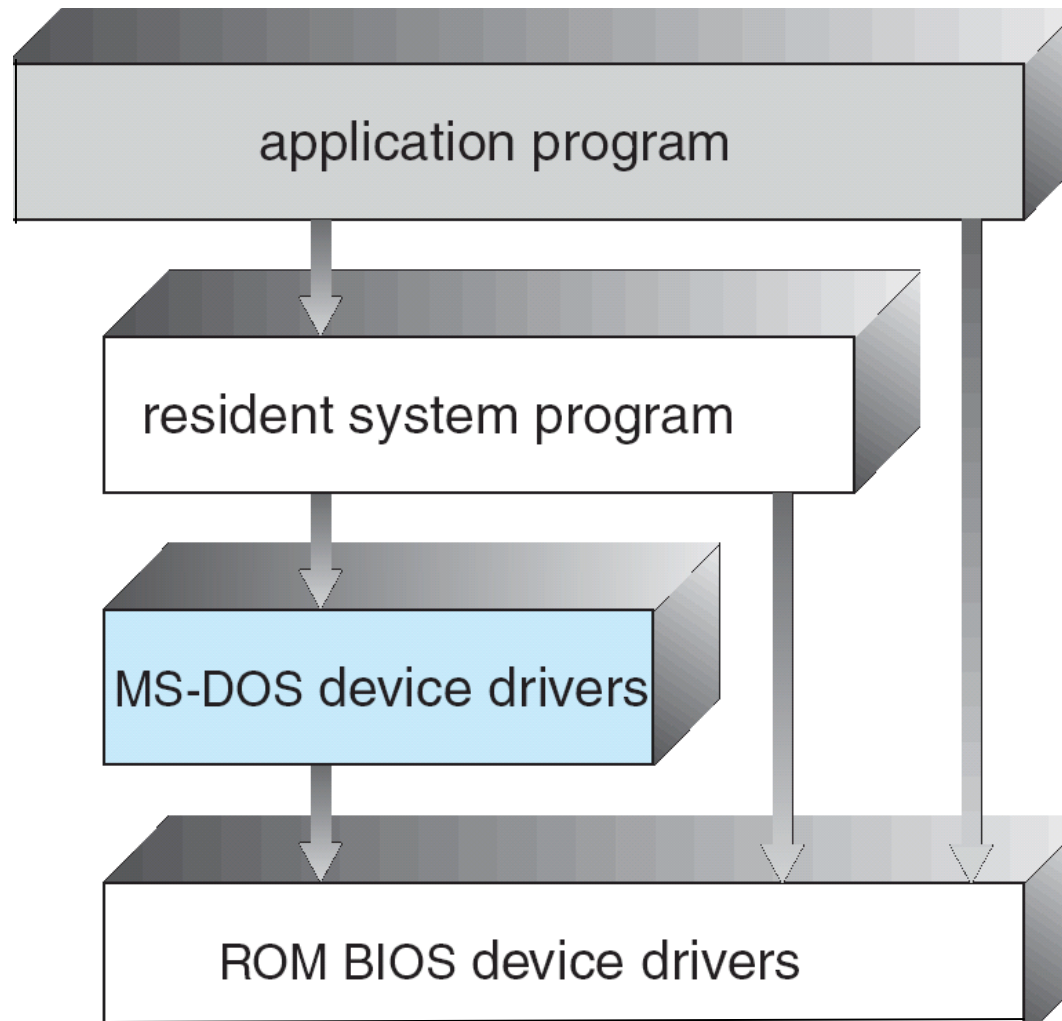 application program
resident system program
MS-DOS device drivers
ROM BIOS device drivers